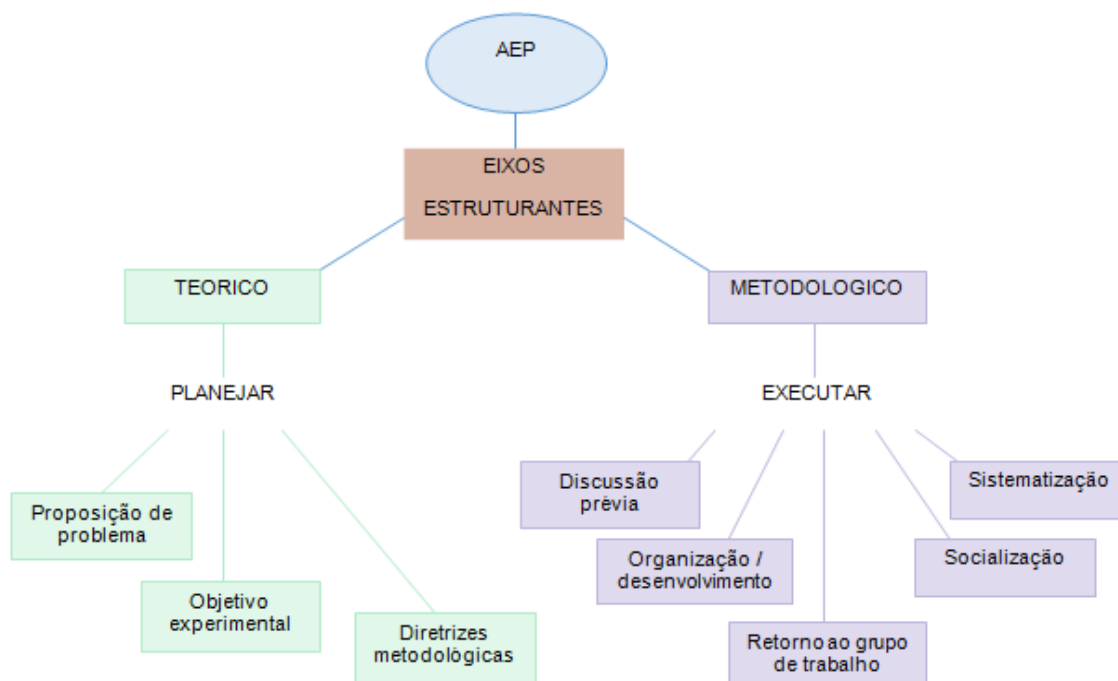 AEP
EIXOS
ESTRUTURANTES
TEORICO
METODOLOGICO
PLANEJAR
EXECUTAR
Proposição de
problema
Objetivo
experimental
Diretrizes
metodológicas
Discussão
prévia
Organização /
desenvolvimento
Retorno ao grupo
de trabalho
Socialização
Sistematização